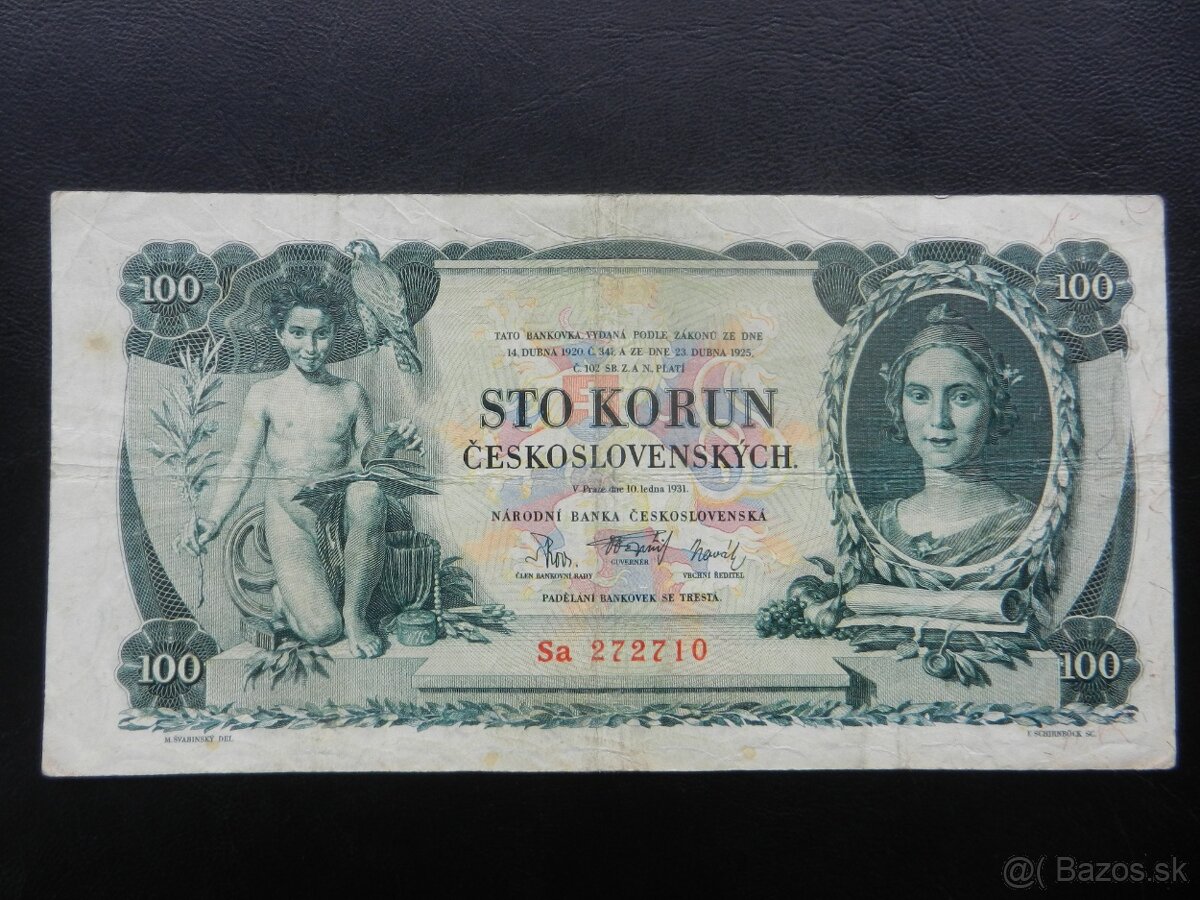 100
100
TATO BANKOVKA VYDANÁ PODLE ZÁKONŮ ZE DNE
14. DUBNA 1920, Č. 347, A ZE DNE 23. DUBNA 1925,
Č. 102 SB. Z. A N. PLATÍ
STO KORUN
ČESKOSLOVENSKÝCH.
V Praze dne 10. ledna 1931.
NÁRODNÍ BANKA ČESKOSLOVENSKÁ
ČLEN BANKOVNÍ RADY
GUVERNÉR
VRCHNÍ ŘEDITEL
PADĚLÁNÍ BANKOVEK SE TRESTÁ.
Sa 272710
100
100
M. ŠVABINSKÝ DEL.
F. SCHIRNBÖCK SC.
@( Bazos.sk